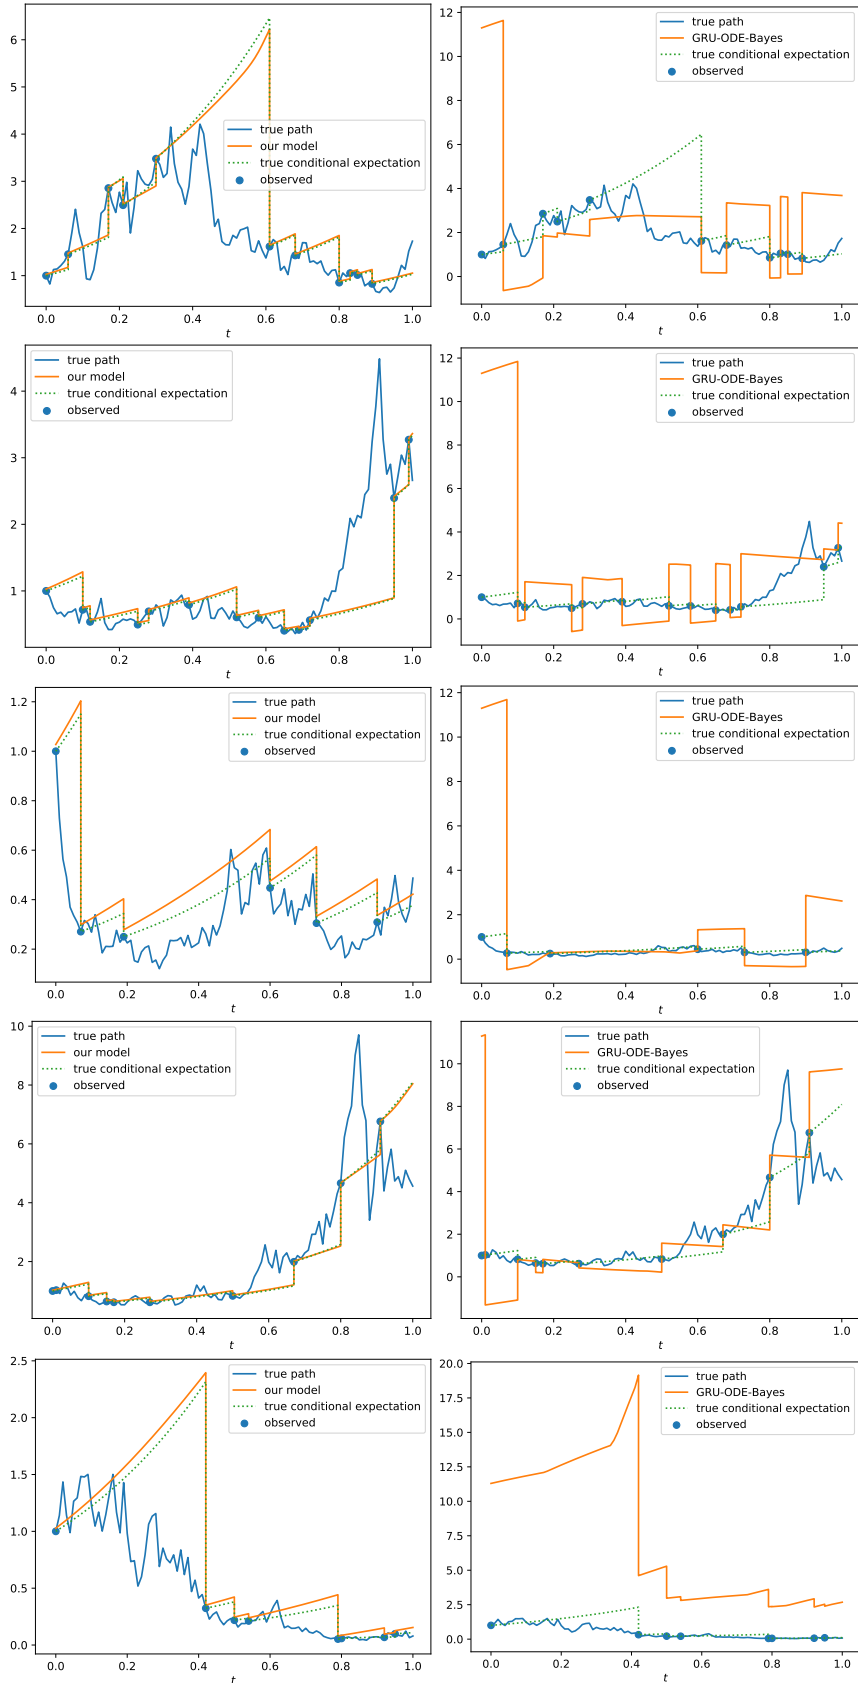 true path
our model
true conditional expectation
observed
6
5
4
3
2
1
0.0 0.2 0.4 0.6 0.8 1.0
t
true path
GRU-ODE-Bayes
true conditional expectation
observed
12
10
8
6
4
2
0
0.0 0.2 0.4 0.6 0.8 1.0
t
true path
our model
true conditional expectation
observed
4
3
2
1
0.0 0.2 0.4 0.6 0.8 1.0
t
true path
GRU-ODE-Bayes
true conditional expectation
observed
12
10
8
6
4
2
0
0.0 0.2 0.4 0.6 0.8 1.0
t
true path
our model
true conditional expectation
observed
1.2
1.0
0.8
0.6
0.4
0.2
0.0 0.2 0.4 0.6 0.8 1.0
t
true path
GRU-ODE-Bayes
true conditional expectation
observed
12
10
8
6
4
2
0
0.0 0.2 0.4 0.6 0.8 1.0
t
true path
our model
true conditional expectation
observed
10
8
6
4
2
0.0 0.2 0.4 0.6 0.8 1.0
t
true path
GRU-ODE-Bayes
true conditional expectation
observed
10
8
6
4
2
0
0.0 0.2 0.4 0.6 0.8 1.0
t
true path
our model
true conditional expectation
observed
2.5
2.0
1.5
1.0
0.5
0.0
0.0 0.2 0.4 0.6 0.8 1.0
t
true path
GRU-ODE-Bayes
true conditional expectation
observed
20.0
17.5
15.0
12.5
10.0
7.5
5.0
2.5
0.0
0.0 0.2 0.4 0.6 0.8 1.0
t